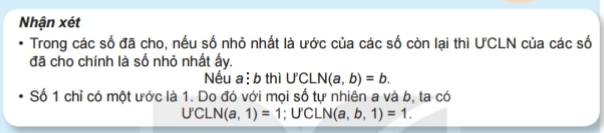 Nhận xét
• Trong các số đã cho, nếu số nhỏ nhất là ước của các số còn lại thì ƯCLN của các số
đã cho chính là số nhỏ nhất ấy.
Nếu a ⋮ b thì ƯCLN(a, b) = b.
• Số 1 chỉ có một ước là 1. Do đó với mọi số tự nhiên a và b, ta có
ƯCLN(a, 1) = 1; ƯCLN(a, b, 1) = 1.